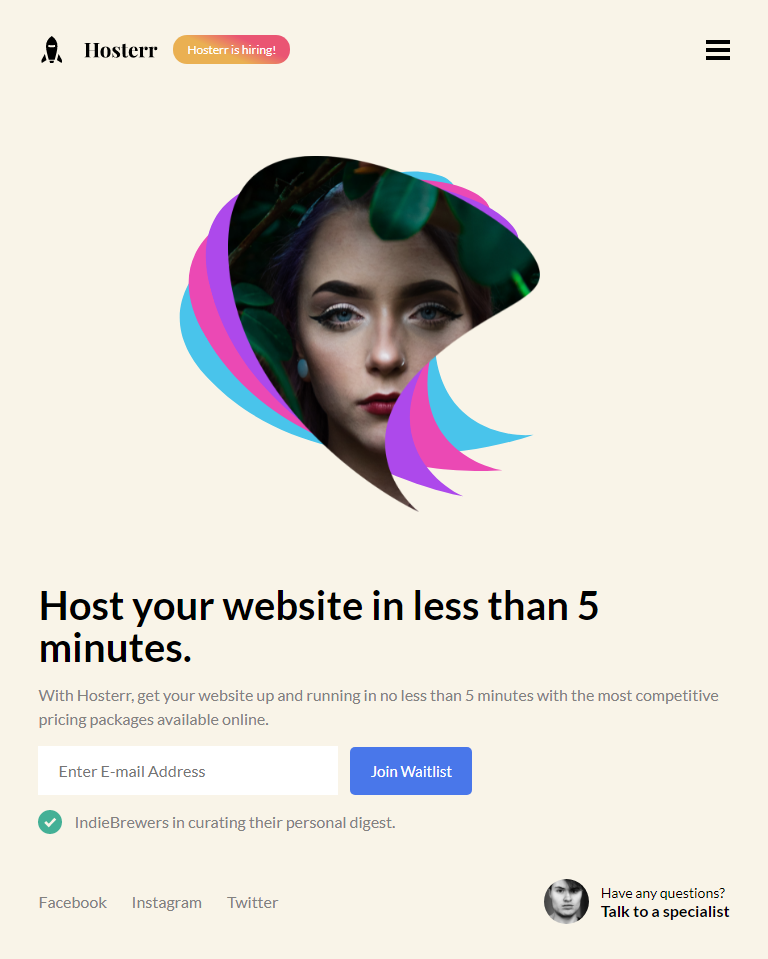 Hosterr
Hosterr is hiring!
Host your website in less than 5
minutes.
With Hosterr, get your website up and running in no less than 5 minutes with the most competitive
pricing packages available online.
Enter E-mail Address
Join Waitlist
IndieBrewers in curating their personal digest.
Facebook
Instagram
Twitter
Have any questions?
Talk to a specialist